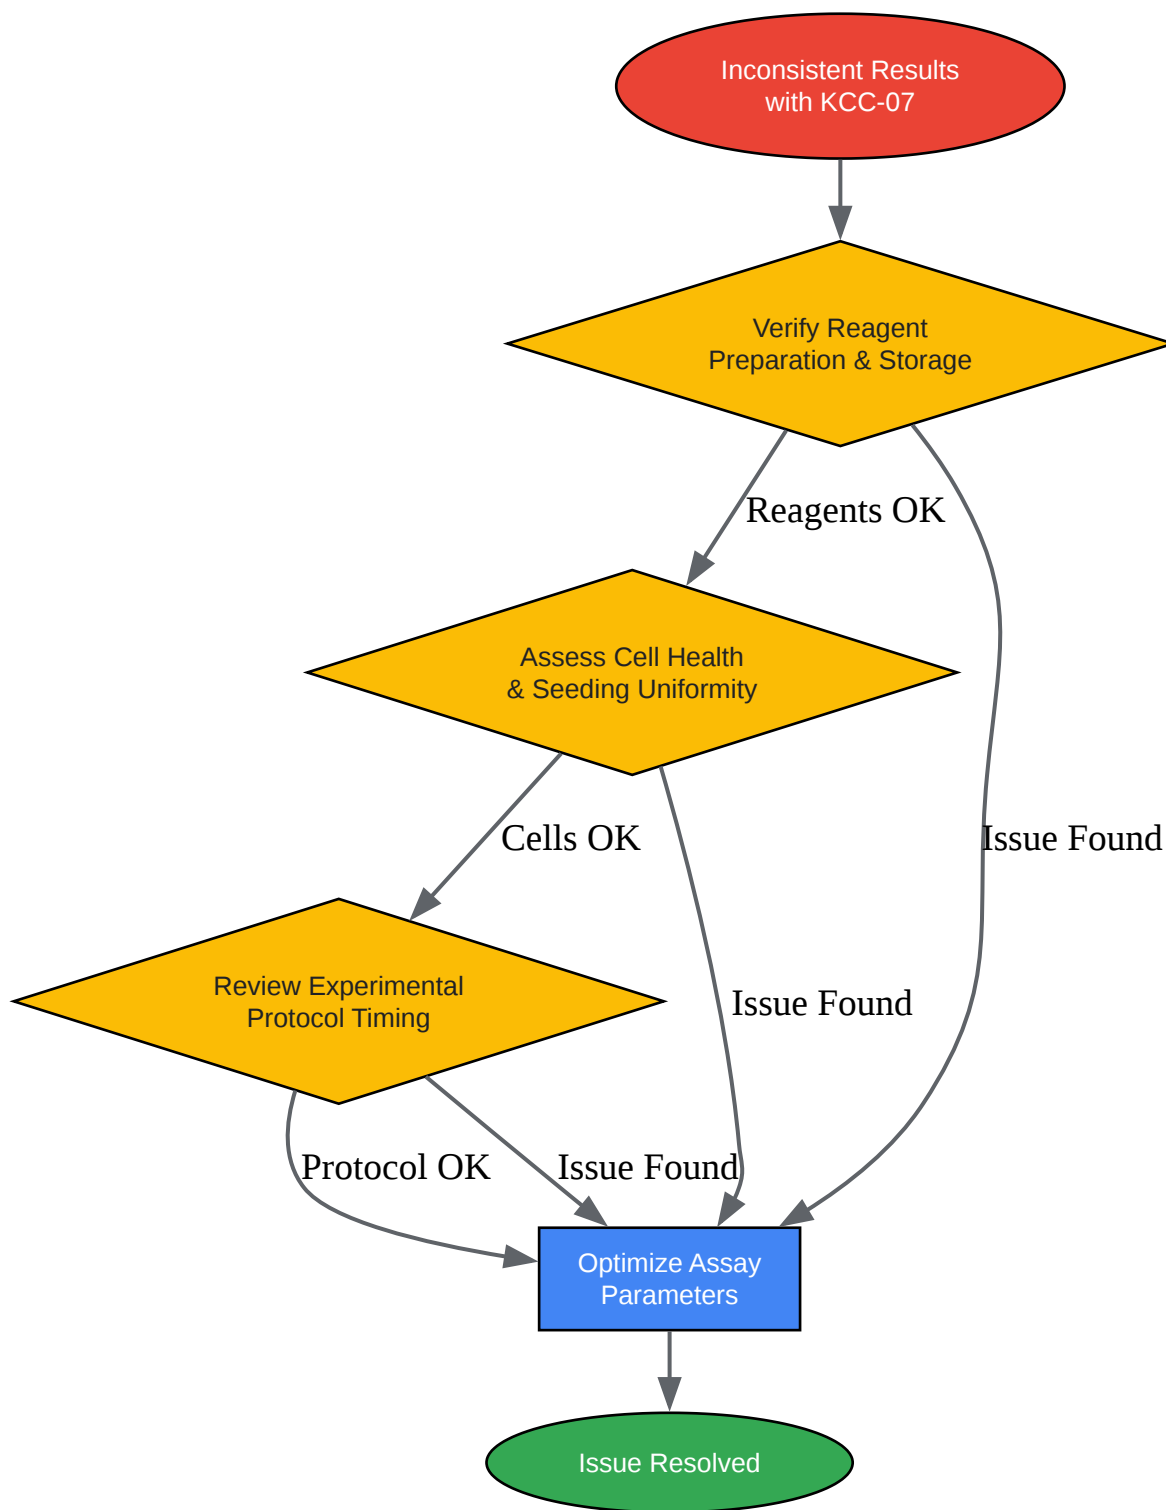 Inconsistent Results
with KCC-07
Verify Reagent
Preparation & Storage
Reagents OK
Assess Cell Health
& Seeding Uniformity
Cells OK
Issue Found
Review Experimental
Protocol Timing
Issue Found
Protocol OK
Issue Found
Optimize Assay
Parameters
Issue Resolved